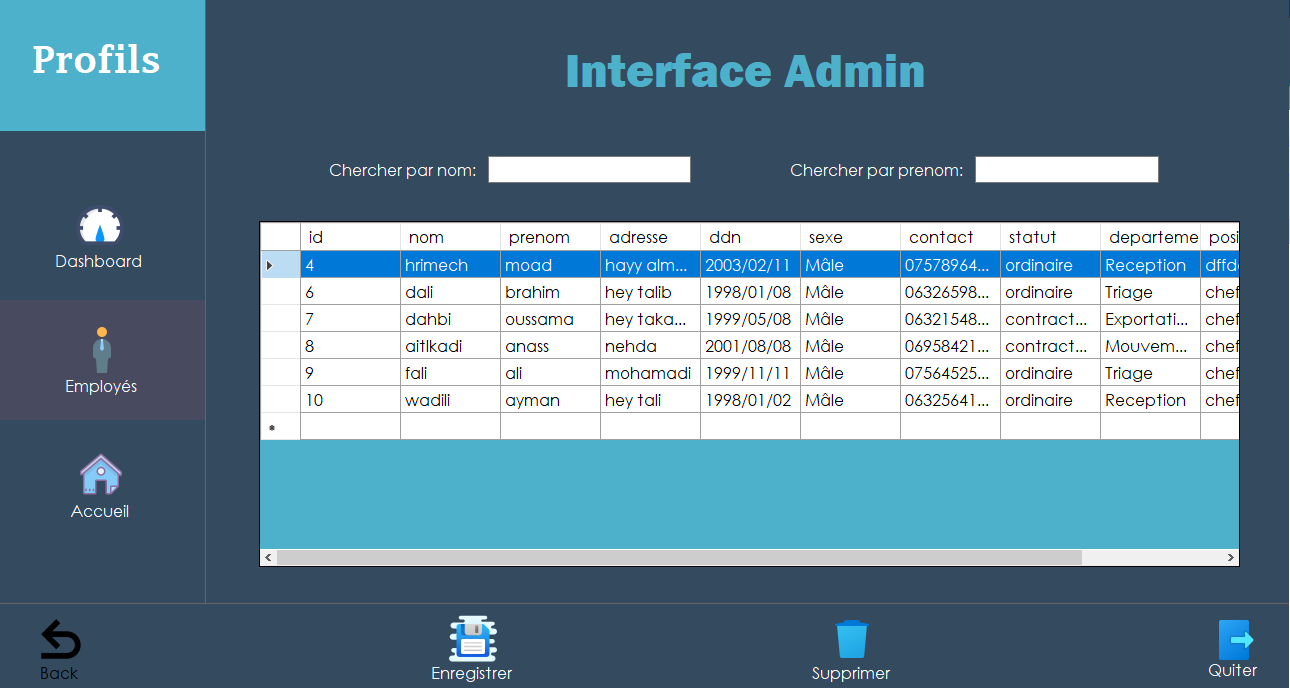 Profils
Interface Admin
Chercher par nom:
Chercher par prenom:
Dashboard
Employés
Accueil
id nom prenom adresse ddn sexe contact statut departeme posi
4 hrimech moad hayy alm... 2003/02/11 Mâle 07578964... ordinaire Reception dffd
6 dali brahim hey talib 1998/01/08 Mâle 06326598... ordinaire Triage chef
7 dahbi oussama hey taka... 1999/05/08 Mâle 06321548... contract... Exportati... chef
8 aitlkadi anass nehda 2001/08/08 Mâle 06958421... contract... Mouvem... chef
9 fali ali mohamadi 1999/11/11 Mâle 07564525... ordinaire Triage chef
10 wadili ayman hey tali 1998/01/02 Mâle 06325641... ordinaire Reception chef
Back
Enregistrer
Supprimer
Quiter